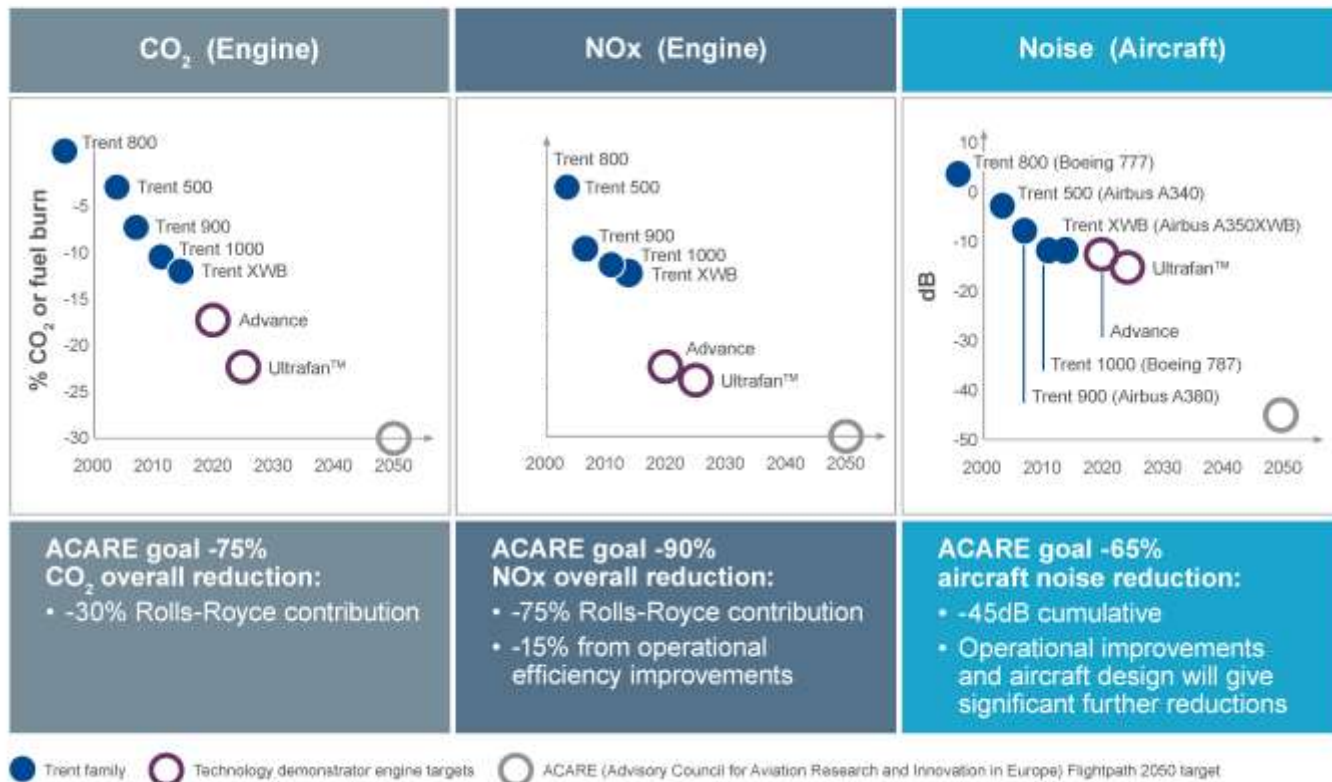 CO₂ (Engine)
NOx (Engine)
Noise (Aircraft)
% CO₂ or fuel burn
Trent 800
Trent 500
-5
Trent 900
-10
Trent 1000
Trent XWB
-15
Advance
-20
Ultrafan™
-25
-30
2000 2010 2020 2030 2040 2050
Trent 800
Trent 500
Trent 900
Trent 1000
Trent XWB
Advance
Ultrafan™
2000 2010 2020 2030 2040 2050
dB
10
Trent 800 (Boeing 777)
0
Trent 500 (Airbus A340)
Trent XWB (Airbus A350XWB)
-10
Ultrafan™
-20
Advance
-30
Trent 1000 (Boeing 787)
-40
Trent 900 (Airbus A380)
-50
2000 2010 2020 2030 2040 2050
ACARE goal -75%
CO₂ overall reduction:
• -30% Rolls-Royce contribution
ACARE goal -90%
NOx overall reduction:
• -75% Rolls-Royce contribution
• -15% from operational
efficiency improvements
ACARE goal -65%
aircraft noise reduction:
• -45dB cumulative
• Operational improvements
and aircraft design will give
significant further reductions
Trent family
Technology demonstrator engine targets
ACARE (Advisory Council for Aviation Research and Innovation in Europe) Flightpath 2050 target